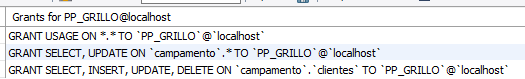 Grants for PP_GRILLO@localhost
GRANT USAGE ON *.* TO `PP_GRILLO`@`localhost`
GRANT SELECT, UPDATE ON `campamento`.* TO `PP_GRILLO`@`localhost`
GRANT SELECT, INSERT, UPDATE, DELETE ON `campamento`.`clientes` TO `PP_GRILLO`@`localhost`